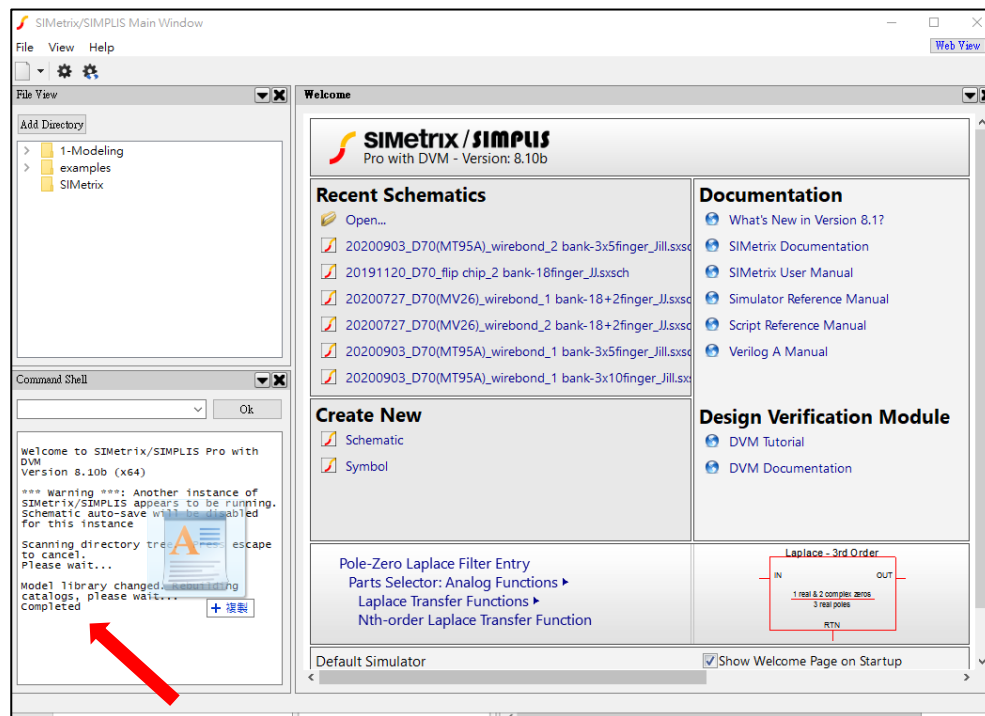 SIMetrix/SIMPLIS Main Window
File View Help
Web View
File View
Add Directory
1-Modeling
examples
SIMetrix
Command Shell
Ok
Welcome to SIMetrix/SIMPLIS Pro with
DVM
Version 8.10b (x64)
*** Warning ***: Another instance of
SIMetrix/SIMPLIS appears to be running.
Schematic auto-save will be disabled
for this instance
Scanning directory tree. Press escape
to cancel.
Please wait...
Model library changed. Rebuilding
catalogs, please wait...
Completed
A
+ 複製
Welcome
SIMetrix/SIMPLIS
Pro with DVM - Version: 8.10b
Recent Schematics
Open...
20200903_D70(MT95A)_wirebond_2 bank-3x5finger_Jill.sxsc
20191120_D70_flip chip_2 bank-18finger_JJ.sxsch
20200727_D70(MV26)_wirebond_1 bank-18+2finger_JJ.sxsc
20200727_D70(MV26)_wirebond_2 bank-18+2finger_JJ.sxsc
20200903_D70(MT95A)_wirebond_1 bank-3x5finger_Jill.sxsc
20200903_D70(MT95A)_wirebond_1 bank-3x10finger_Jill.sx
Documentation
What's New in Version 8.1?
SIMetrix Documentation
SIMetrix User Manual
Simulator Reference Manual
Script Reference Manual
Verilog A Manual
Create New
Schematic
Symbol
Design Verification Module
DVM Tutorial
DVM Documentation
Pole-Zero Laplace Filter Entry
Parts Selector: Analog Functions
Laplace Transfer Functions
Nth-order Laplace Transfer Function
Laplace - 3rd Order
IN OUT
1 real & 2 complex zeros
3 real poles
RTN
Default Simulator
Show Welcome Page on Startup